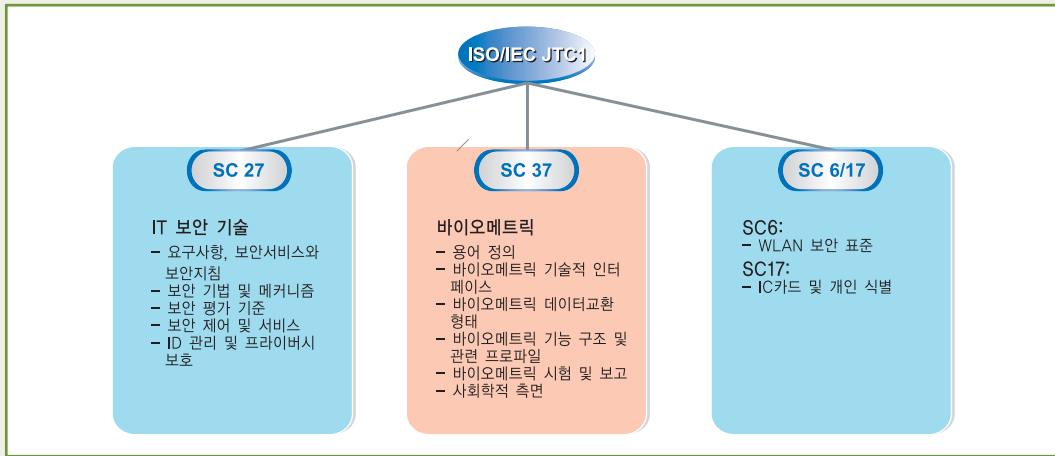 ISO/IEC JTC1
SC 27
IT 보안 기술
– 요구사항, 보안서비스와
보안지침
– 보안 기법 및 메커니즘
– 보안 평가 기준
– 보안 제어 및 서비스
– ID 관리 및 프라이버시
보호
SC 37
바이오메트릭
– 용어 정의
– 바이오메트릭 기술적 인터
페이스
– 바이오메트릭 데이터교환
형태
– 바이오메트릭 기능 구조 및
관련 프로파일
– 바이오메트릭 시험 및 보고
– 사회학적 측면
SC 6/17
SC6:
– WLAN 보안 표준
SC17:
– IC카드 및 개인 식별